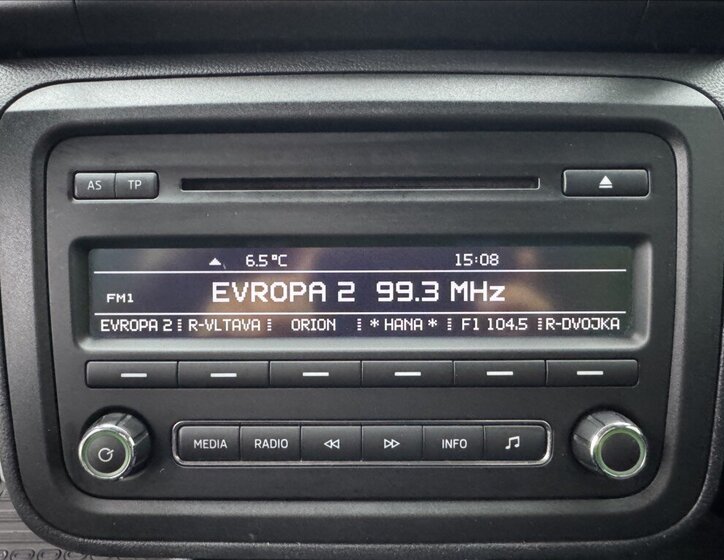 AS TP
6.5°C 15:08
FM1 EVROPA 2 99.3 MHz
EVROPA 2 R-VLTAVA ORION *HANA* F1 104.5 R-DVOJKA
MEDIA RADIO INFO